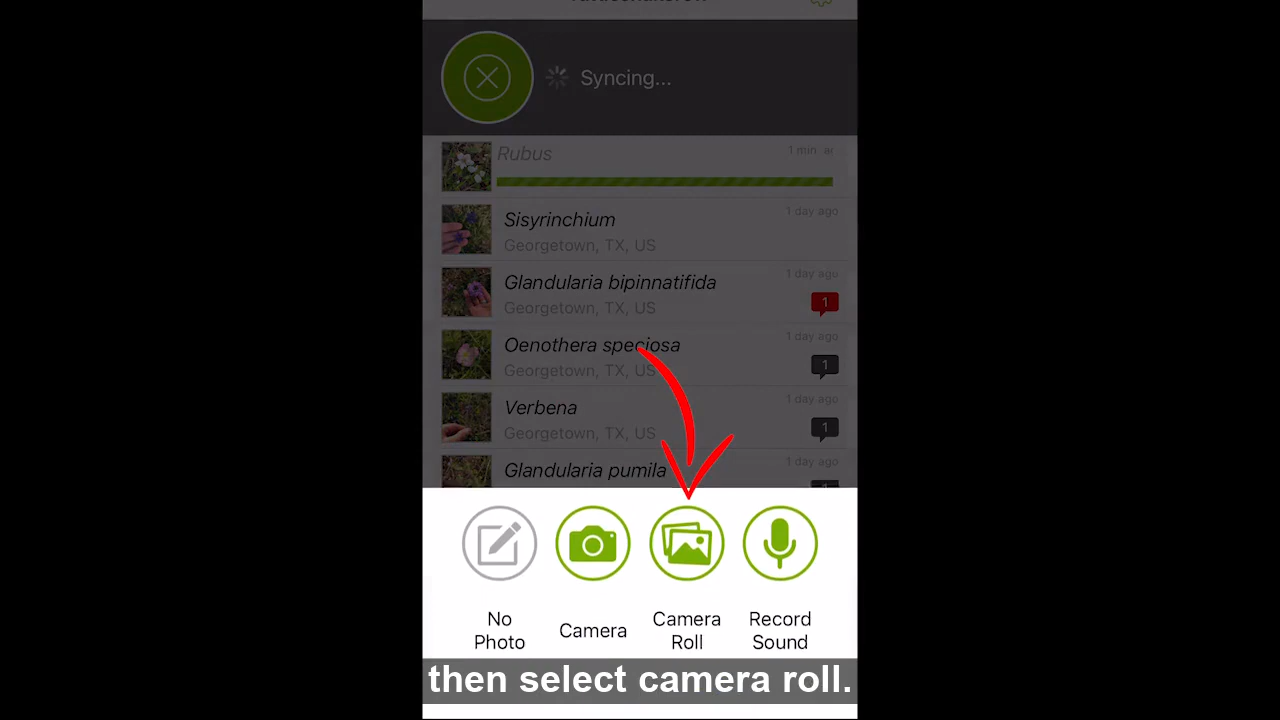 Syncing...
Rubus
1 min
Sisyrinchium
1 day ago
Georgetown, TX, US
Glandularia bipinnatifida
1 day ago
Georgetown, TX, US
1
Oenothera speciosa
1 day ago
Georgetown, TX, US
1
Verbena
1 day ago
Georgetown, TX, US
1
Glandularia pumila
1 day ago
No Photo
Camera
Camera Roll
Record Sound
then select camera roll.